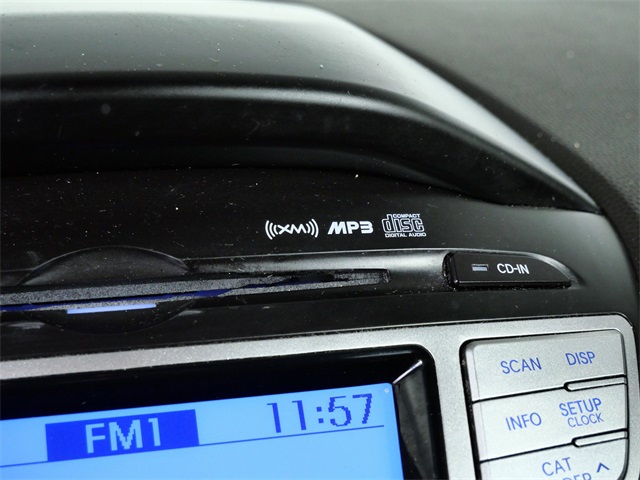 ((XM)) MP3 COMPACT disc DIGITAL AUDIO
CD-IN
SCAN DISP
FM1 11:57
INFO SETUP CLOCK
CAT